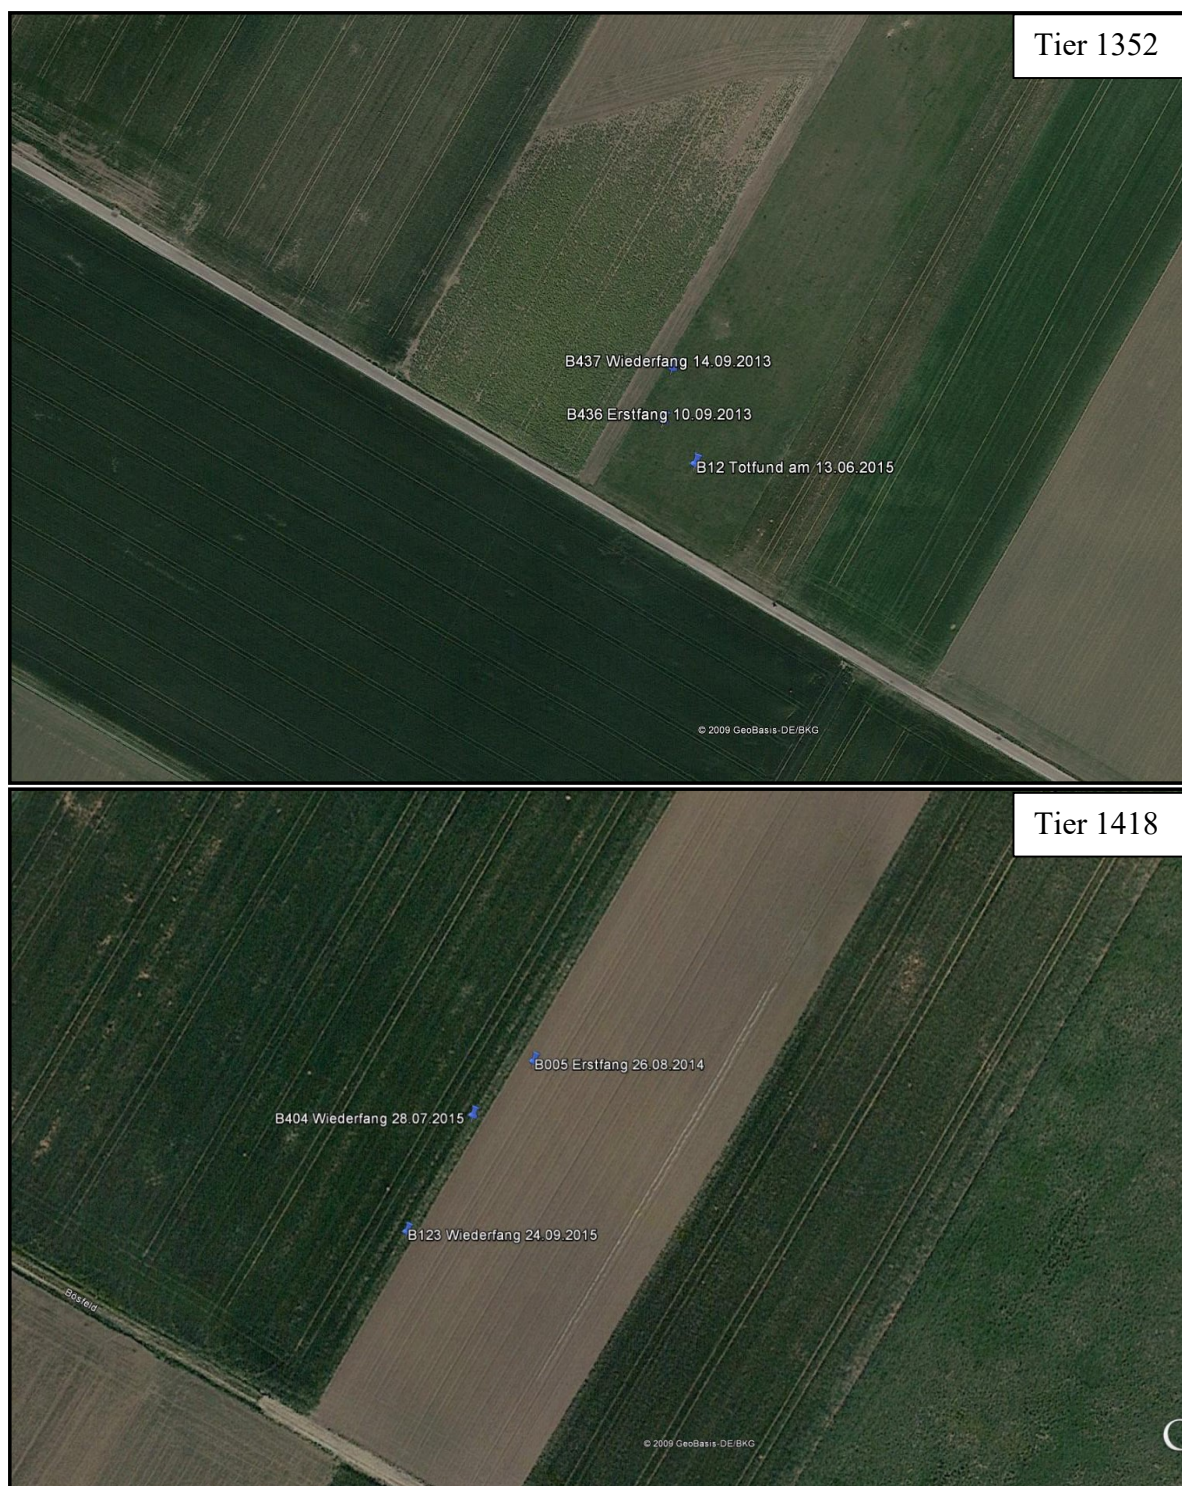 Tier 1352
B437 Wiederfang 14.09.2013
B436 Erstfang 10.09.2013
B12 Totfund am 13.06.2015
© 2009 GeoBasis-DE/BKG
Tier 1418
B005 Erstfang 26.08.2014
B404 Wiederfang 28.07.2015
B123 Wiederfang 24.09.2015
Bösfeld
© 2009 GeoBasis-DE/BKG